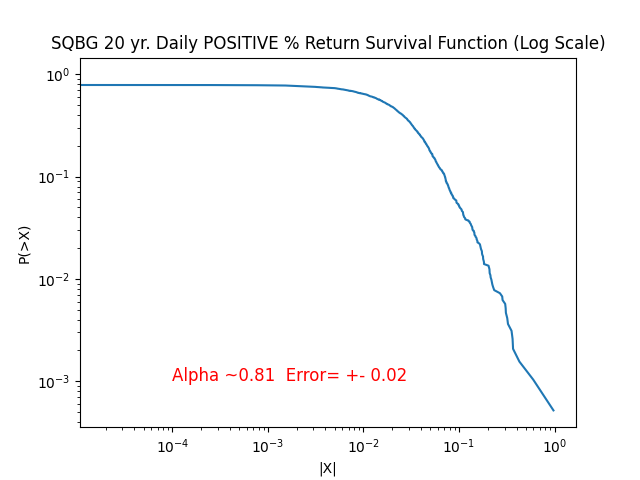 SQBG 20 yr. Daily POSITIVE % Return Survival Function (Log Scale)
10⁰
10⁻¹
10⁻²
10⁻³
P(>X)
Alpha ~0.81  Error= +- 0.02
10⁻⁴ 10⁻³ 10⁻² 10⁻¹ 10⁰
|X|